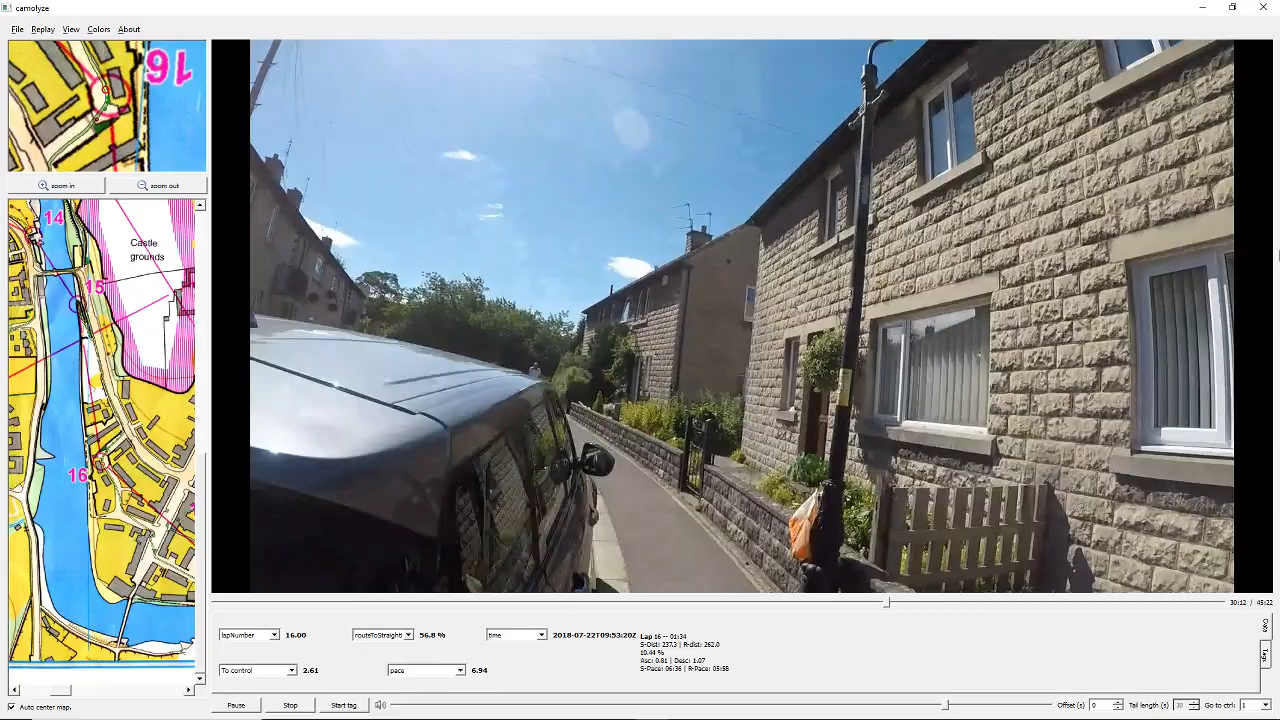 camolyze
File Replay View Colors About
16
zoom in zoom out
14
Castle
grounds
15
16
30:12 / 45:22
lapNumber 16.00 routeToStraightl 56.8 % time 2018-07-22T09:53:20Z
Lap 16 -- 01:34
S-Dist: 237.3 | R-dist: 262.0
10.44 %
Asc: 0.81 | Desc: 1.07
S-Pace: 06:36 | R-Pace: 05:58
To control 2.61 pace 6.94
Tags
Auto center map.
Pause Stop Start tag
Offset (s) 0 Tail length (s) 30 Go to ctrl: 1